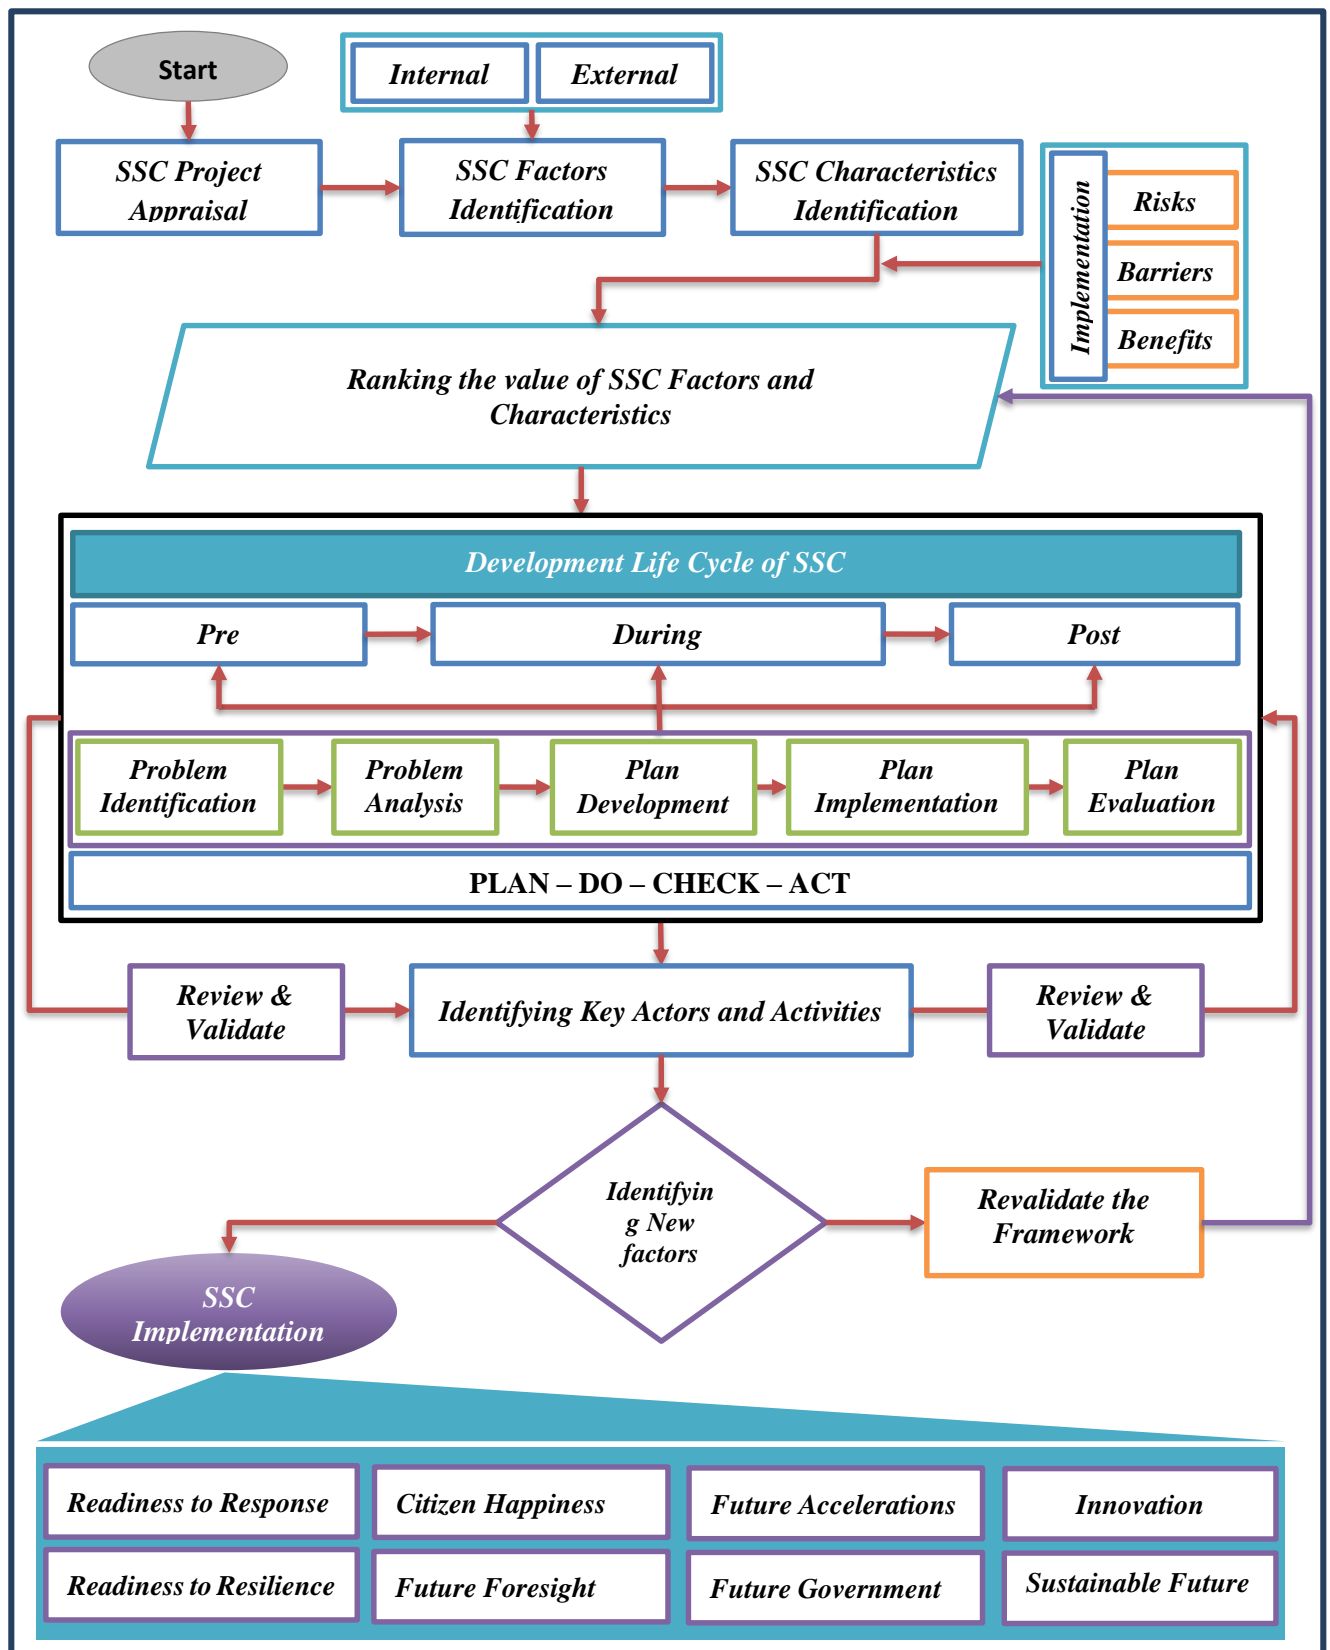 Start
Internal
External
SSC Project
Appraisal
SSC Factors
Identification
SSC Characteristics
Identification
Implementation
Risks
Barriers
Benefits
Ranking the value of SSC Factors and
Characteristics
Development Life Cycle of SSC
Pre
During
Post
Problem
Identification
Problem
Analysis
Plan
Development
Plan
Implementation
Plan
Evaluation
PLAN – DO – CHECK – ACT
Review &
Validate
Identifying Key Actors and Activities
Review &
Validate
Identifyin
g New
factors
Revalidate the
Framework
SSC
Implementation
Readiness to Response
Citizen Happiness
Future Accelerations
Innovation
Readiness to Resilience
Future Foresight
Future Government
Sustainable Future